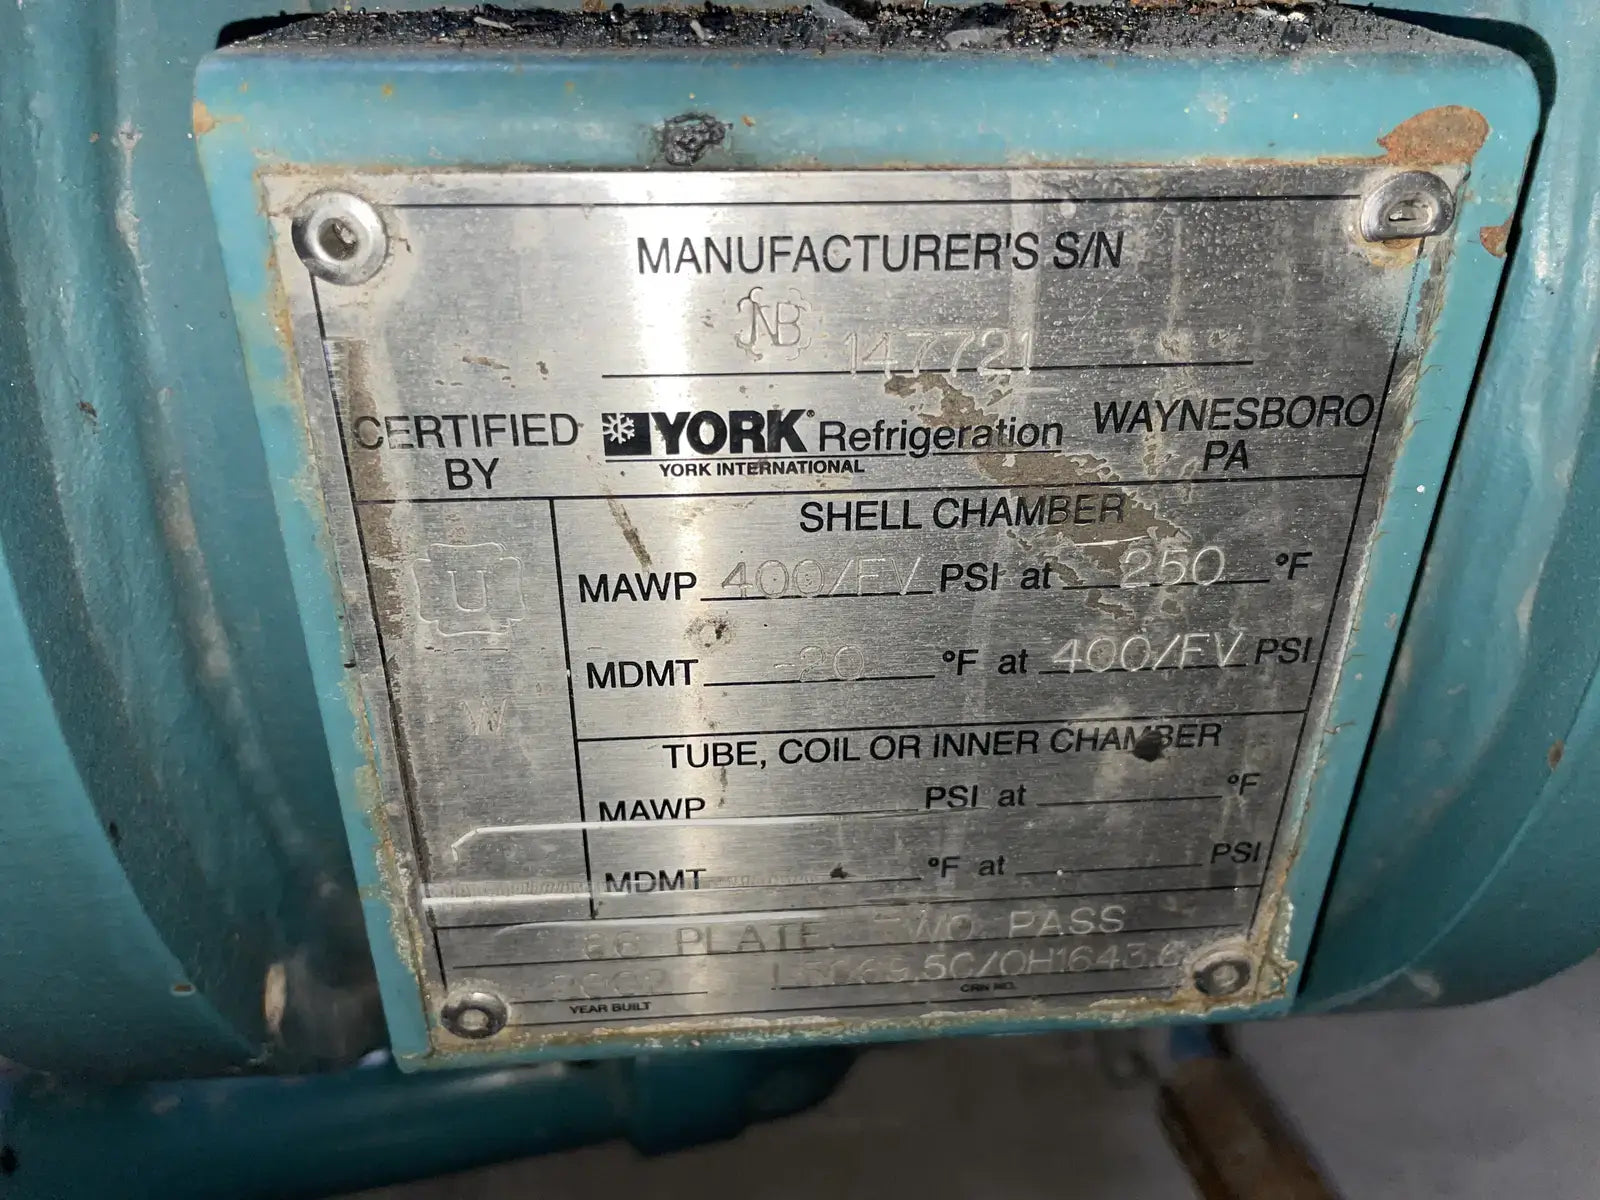 MANUFACTURER'S S/N
NB 147721
CERTIFIED BY
YORK® Refrigeration
YORK INTERNATIONAL
WAYNESBORO PA
U
W
SHELL CHAMBER
MAWP 400/FV PSI at 250 °F
MDMT -20 °F at 400/FV PSI
TUBE, COIL OR INNER CHAMBER
MAWP PSI at °F
MDMT °F at PSI
PLATE, TWO PASS
YEAR BUILT
CRN NO.